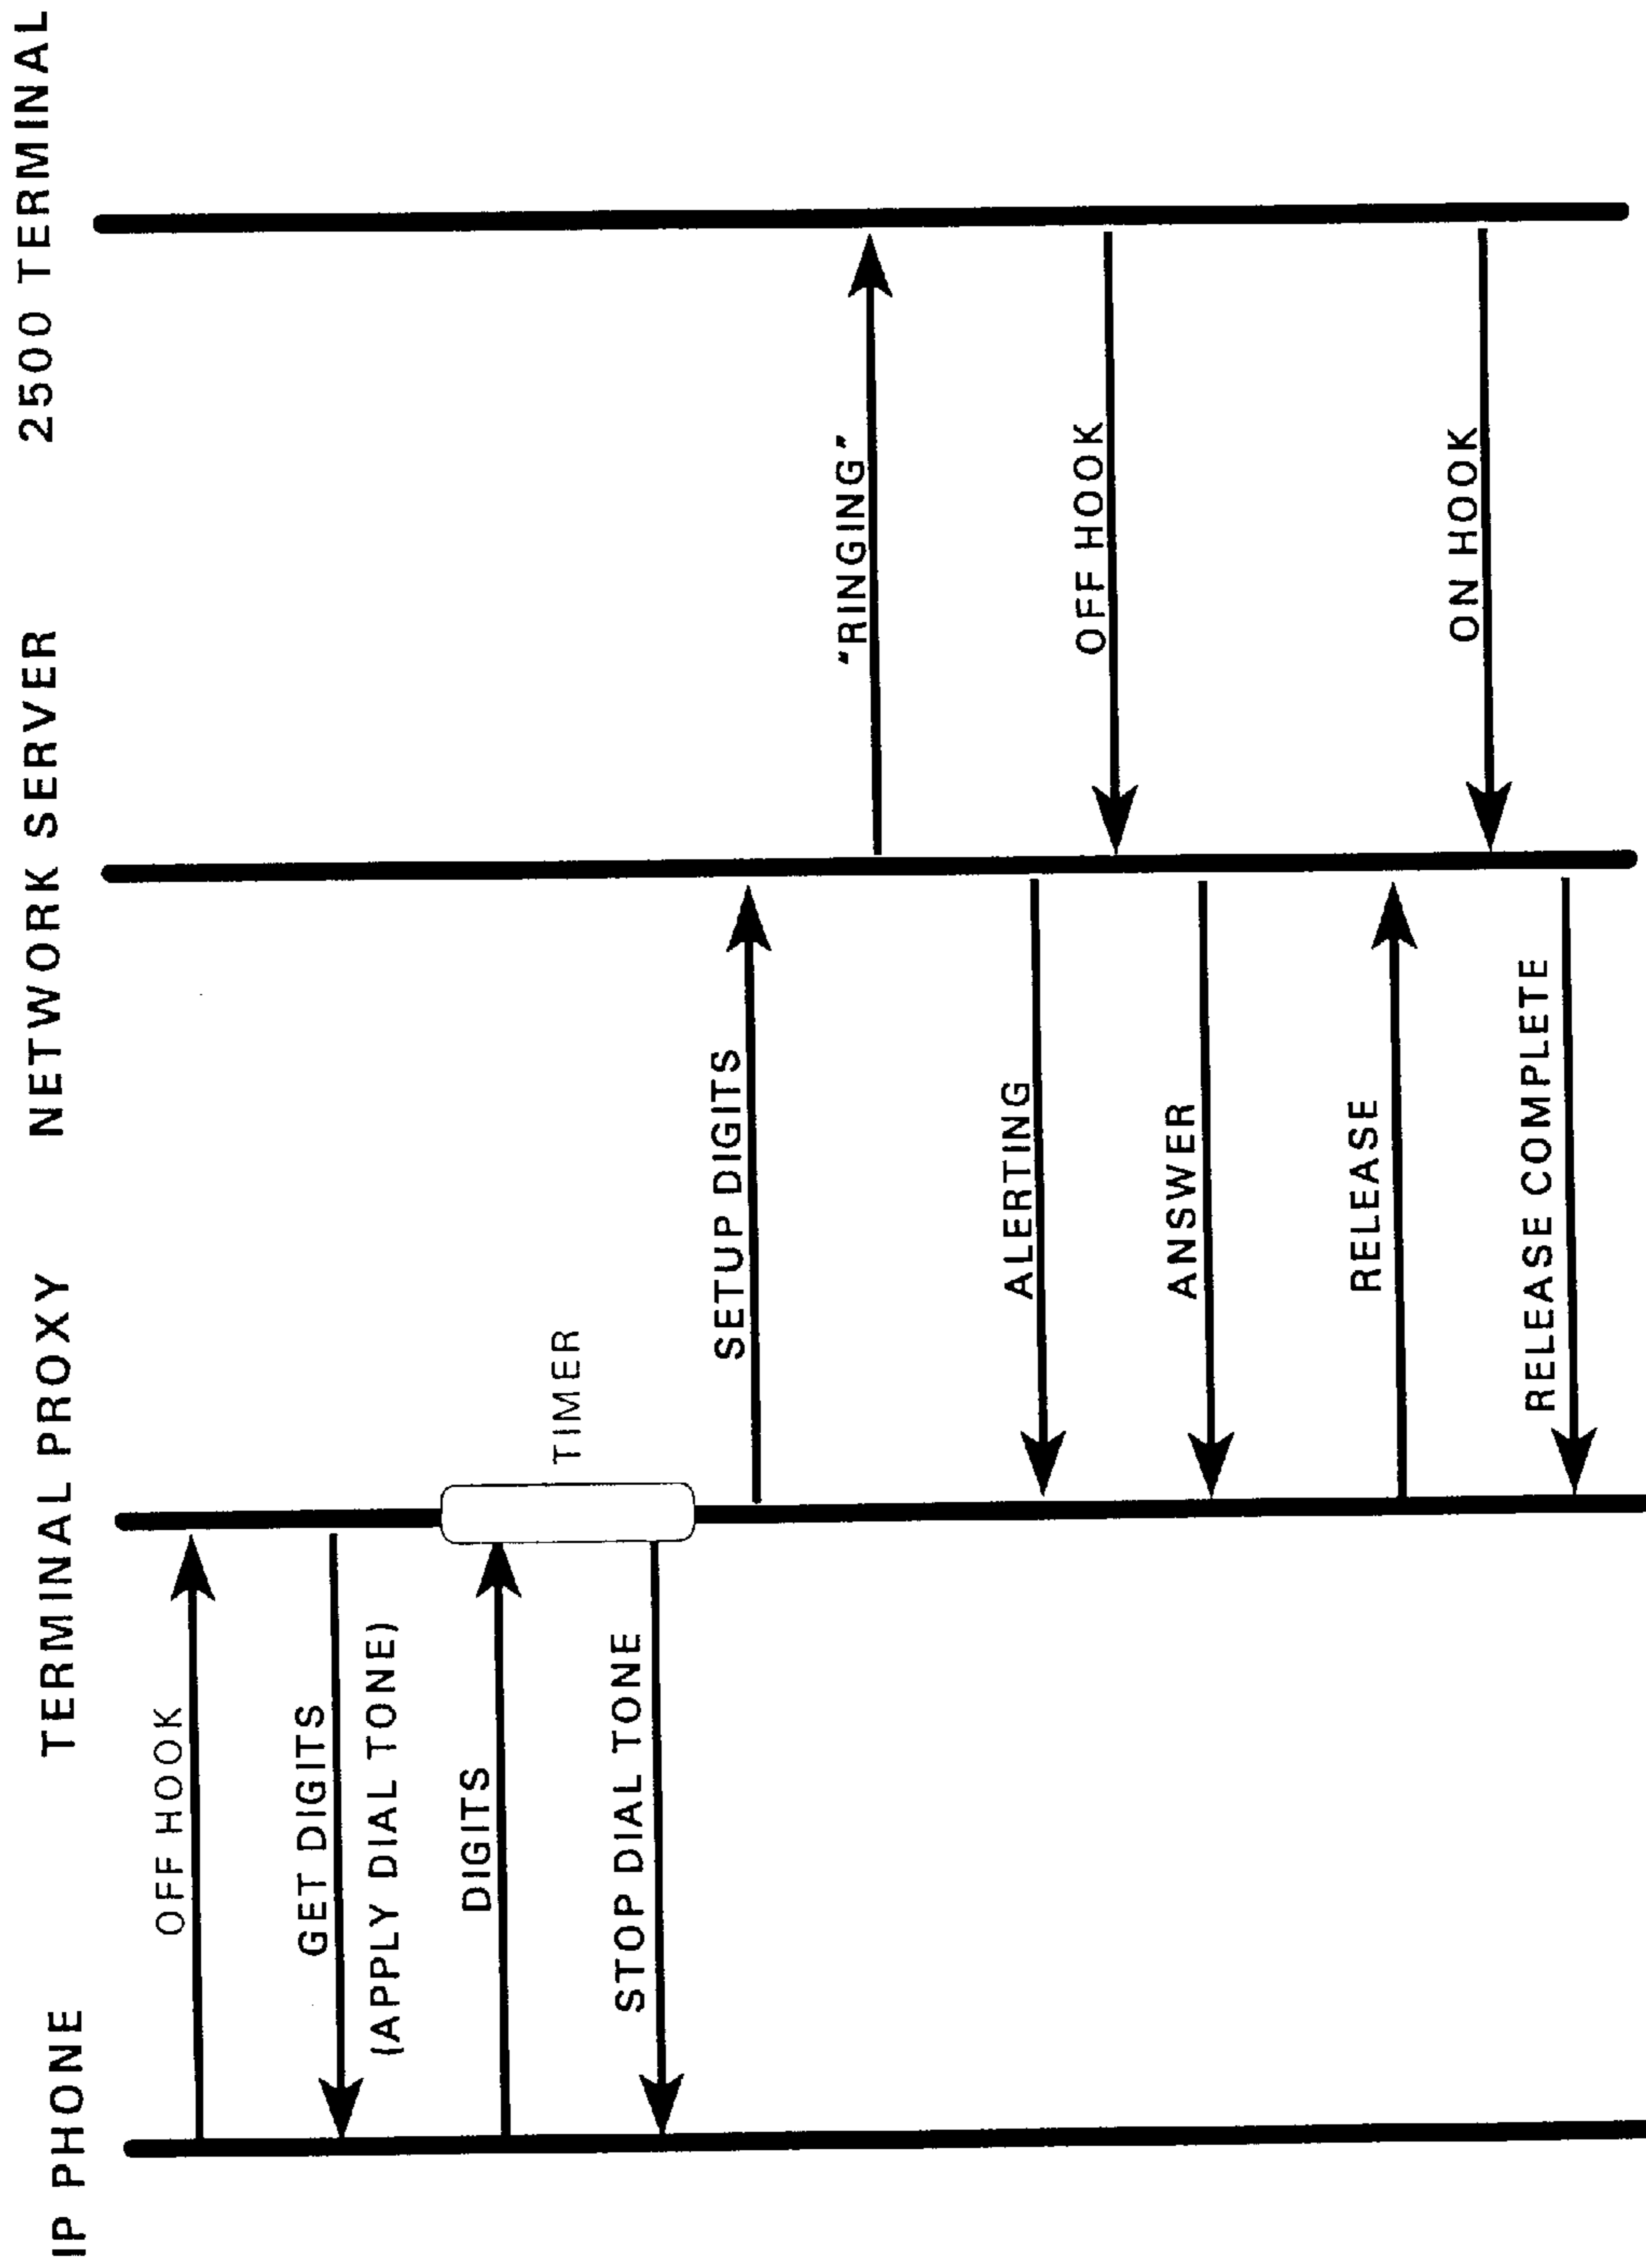 IP PHONE
TERMINAL PROXY
NETWORK SERVER
2500 TERMINAL
OFF HOOK
GET DIGITS
(APPLY DIAL TONE)
DIGITS
TIMER
STOP DIAL TONE
SETUP DIGITS
"RINGING"
ALERTING
OFF HOOK
ANSWER
RELEASE
ON HOOK
RELEASE COMPLETE